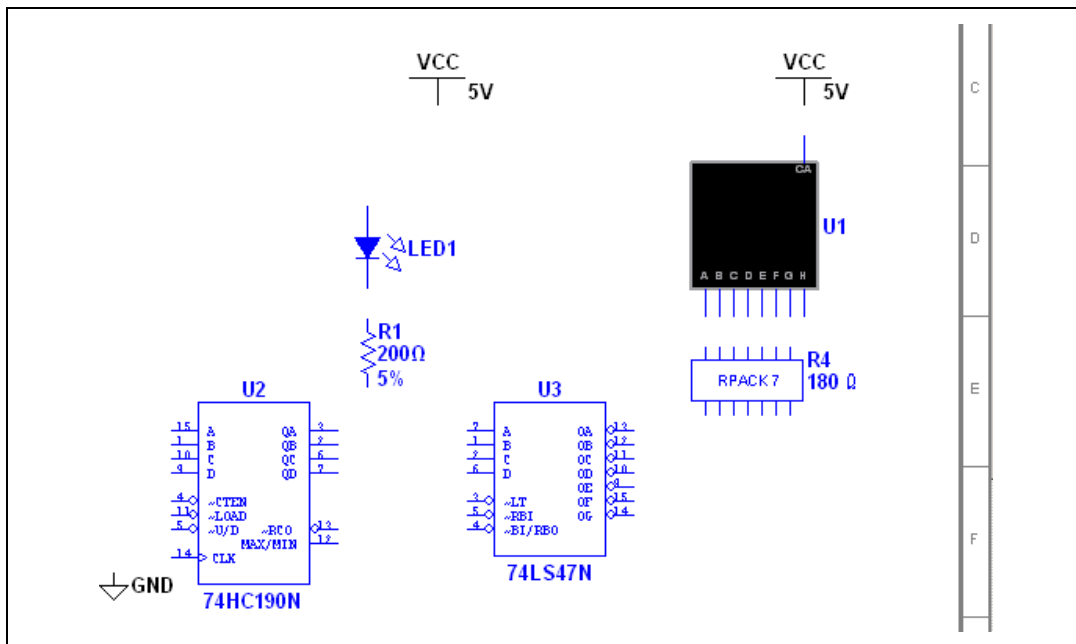 VCC
5V
VCC
5V
C
CA
U1
D
LED1
A B C D E F G H
R1
200Ω
5%
R4
180 Ω
RPACK7
E
U2
15 A QA 3
1 B QB 2
10 C QC 6
9 D QD 7
4 ~CTEN
11 ~LOAD
5 ~U/D ~RCO 13
MAX/MIN 12
14 CLK
74HC190N
U3
7 A OA 13
1 B OB 12
2 C OC 11
6 D OD 10
OE 9
3 ~LT OF 15
5 ~RBI OG 14
4 ~BI/RBO
74LS47N
F
GND